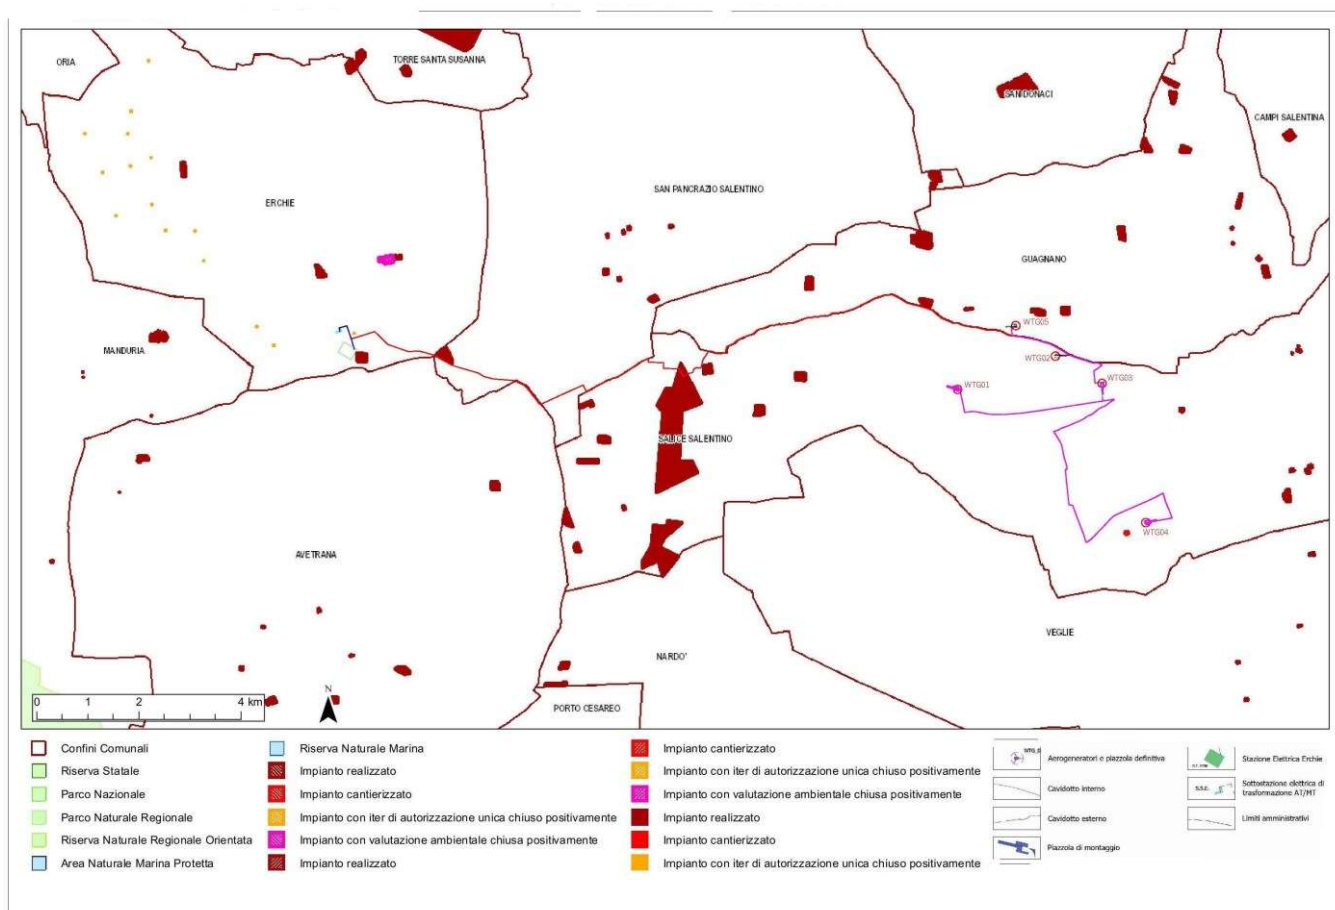 ORIA
TORRE SANTA SUSANNA
SANDONACI
CAMPI SALENTINA
SAN PANCRAZIO SALENTINO
ERCHIE
GUAGNANO
WTG05
MANDURIA
WTG02
WTG03
WTG01
SALICE SALENTINO
WTG04
AVETRANA
VEGLIE
NARDO'
PORTO CESAREO
0 1 2 4 km
N
Confini Comunali
Riserva Statale
Parco Nazionale
Parco Naturale Regionale
Riserva Naturale Regionale Orientata
Area Naturale Marina Protetta
Riserva Naturale Marina
Impianto realizzato
Impianto cantierizzato
Impianto con iter di autorizzazione unica chiuso positivamente
Impianto con valutazione ambientale chiusa positivamente
Impianto realizzato
Impianto cantierizzato
Impianto con iter di autorizzazione unica chiuso positivamente
Impianto con valutazione ambientale chiusa positivamente
Impianto realizzato
Impianto cantierizzato
Impianto con iter di autorizzazione unica chiuso positivamente
Aerogeneratori e piazzola definitiva
Cavidotto interno
Cavidotto esterno
Piazzola di montaggio
Stazione Elettrica Erchie
S.S.E.
Sottostazione elettrica di
trasformazione AT/MT
Limiti amministrativi